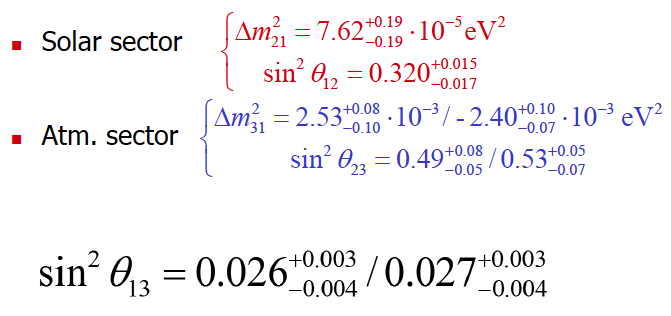 Δm²₂₁ = 7.62⁺⁰·¹⁹₋₀.₁₉ ·10⁻⁵ eV²
▪ Solar sector
sin² θ₁₂ = 0.320⁺⁰·⁰¹⁵₋₀.₀₁₇
Δm²₃₁ = 2.53⁺⁰·⁰⁸₋₀.₁₀ ·10⁻³ / - 2.40⁺⁰·¹⁰₋₀.₀₇ ·10⁻³ eV²
▪ Atm. sector
sin² θ₂₃ = 0.49⁺⁰·⁰⁸₋₀.₀₅ / 0.53⁺⁰·⁰⁵₋₀.₀₇
sin² θ₁₃ = 0.026⁺⁰·⁰⁰³₋₀.₀₀₄ / 0.027⁺⁰·⁰⁰³₋₀.₀₀₄